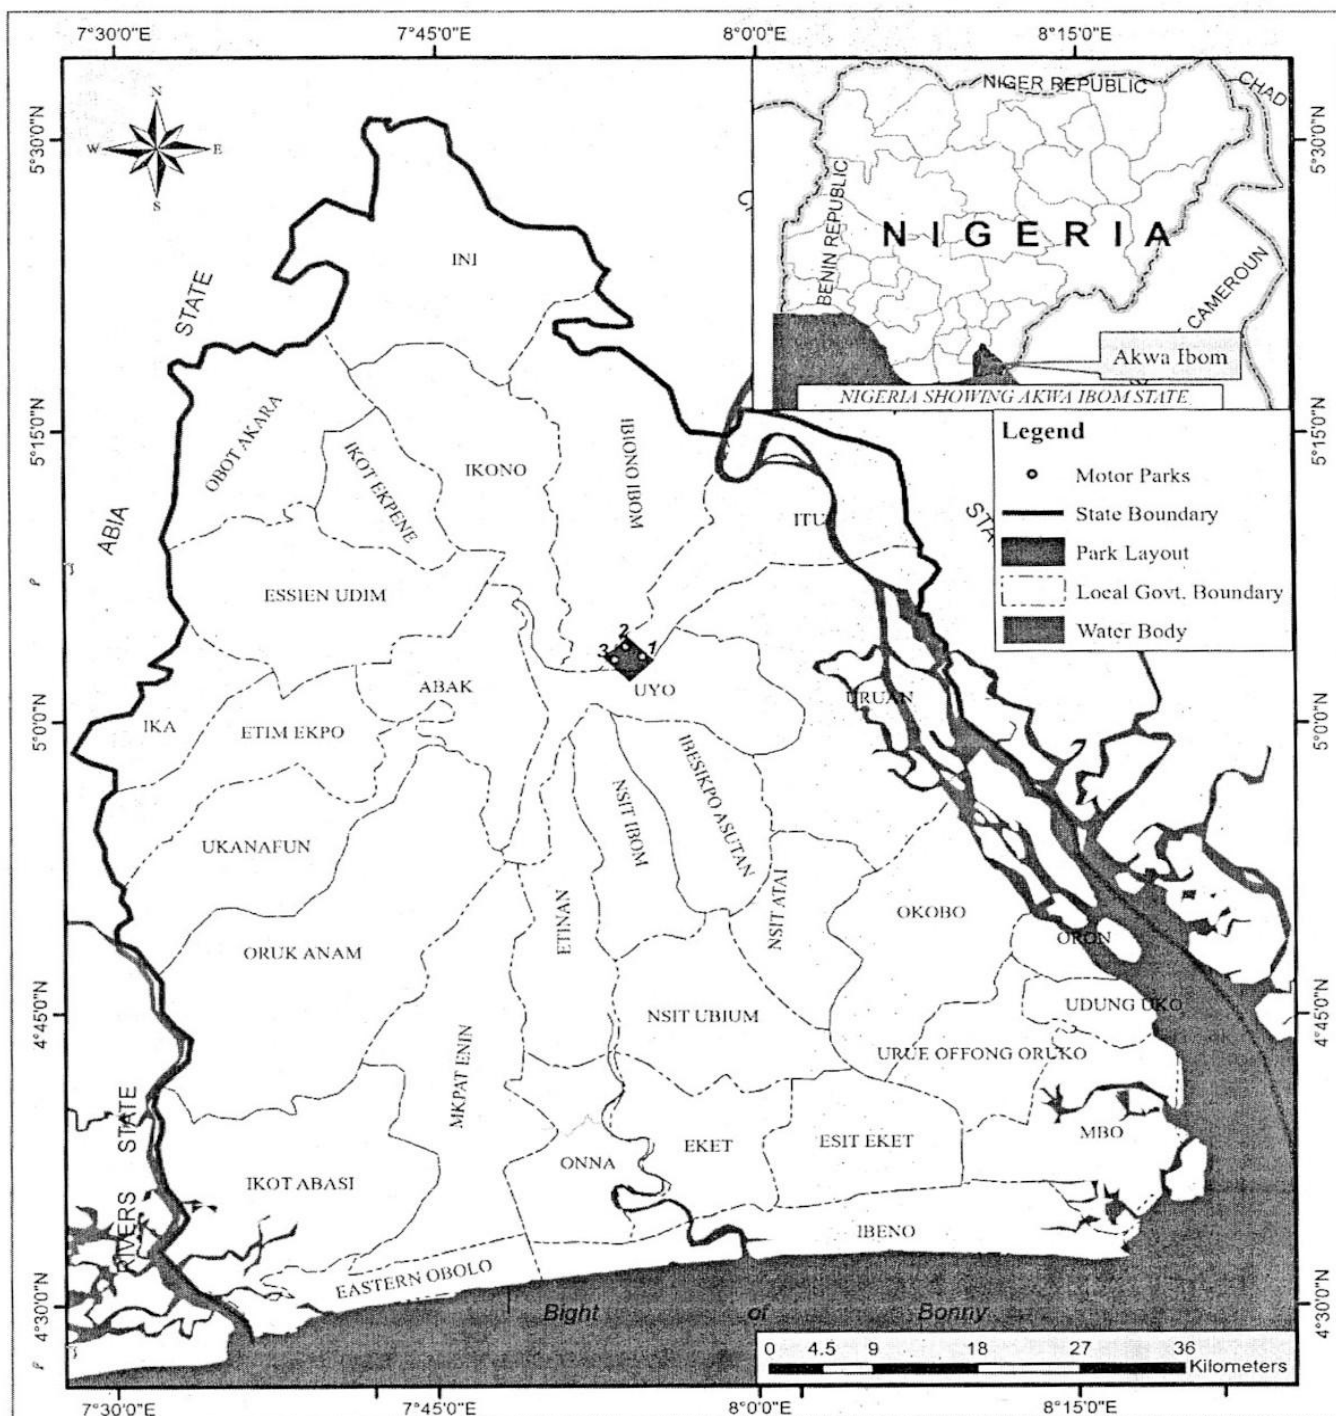 7°30'0"E
7°45'0"E
8°0'0"E
8°15'0"E
5°30'0"N
5°30'0"N
N
W
E
S
NIGER REPUBLIC
CHAD
BENIN REPUBLIC
NIGERIA
CAMEROUN
Akwa Ibom
NIGERIA SHOWING AKWA IBOM STATE
INI
STATE
5°15'0"N
5°15'0"N
Legend
Motor Parks
State Boundary
Park Layout
Local Govt. Boundary
Water Body
OBOT AKARA
IKOT EKPENE
IKONO
IBIONO IBOM
ITU
STA
ABIA
ESSIEN UDIM
2
3
1
UYO
ABAK
URUAN
IKA
ETIM EKPO
5°0'0"N
5°0'0"N
NSIT IBOM
IBESIKPO ASUTAN
UKANAFUN
ETINAN
NSIT ATAI
OKOBO
ORON
ORUK ANAM
UDUNG UKO
4°45'0"N
4°45'0"N
NSIT UBIUM
URUE OFFONG ORUKO
MKPAT ENIN
RIVERS STATE
EKET
ESIT EKET
MBO
ONNA
IKOT ABASI
IBENO
EASTERN OBOLO
4°30'0"N
4°30'0"N
Bight of Bonny
0 4.5 9 18 27 36
Kilometers
7°30'0"E
7°45'0"E
8°0'0"E
8°15'0"E